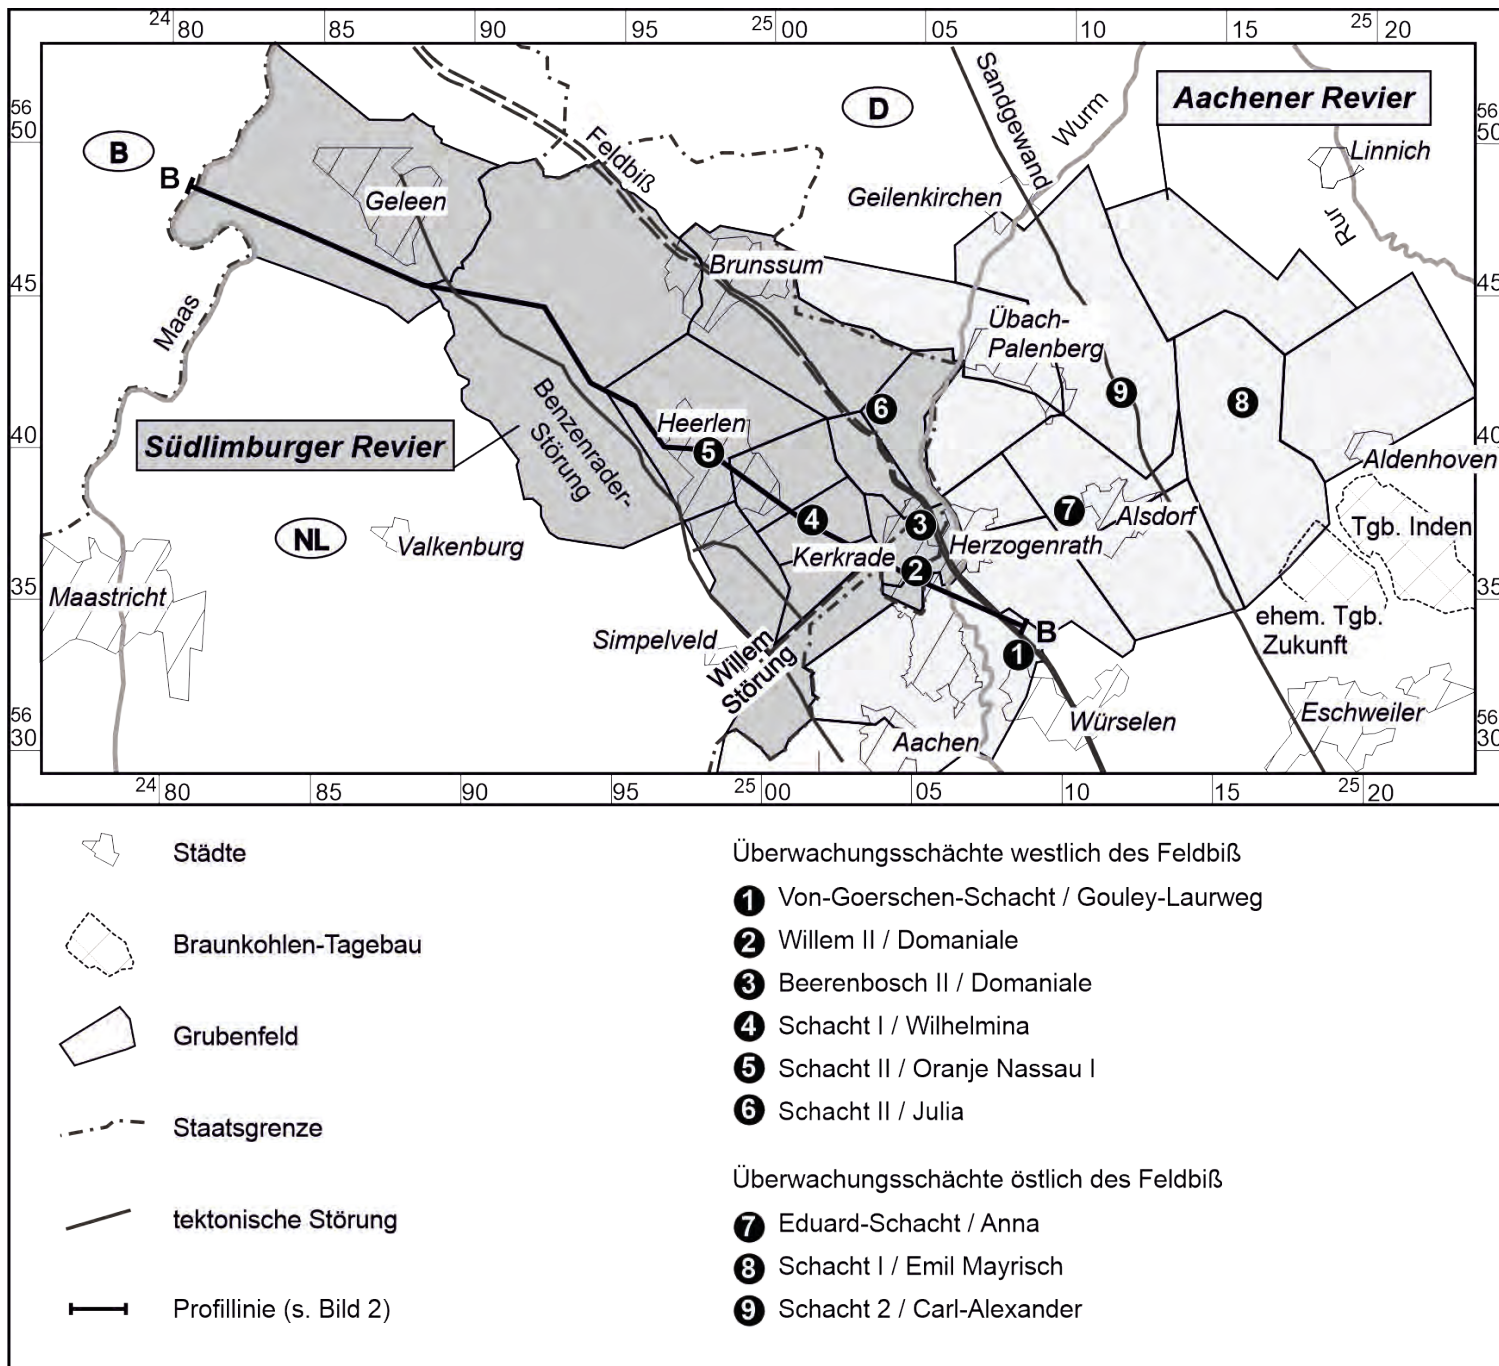 24 80 85 90 95 25 00 05 10 15 25 20
56 50
45
40
35
56 30
56 50
45
40
35
56 30
B
D
NL
Aachener Revier
Südlimburger Revier
Sandgewand
Wurm
Linnich
Feldbiß
Geilenkirchen
Rur
B
Geleen
Brunssum
Maas
Übach-
Palenberg
Benzenrader-
Störung
Heerlen
6
9
8
5
Aldenhoven
4
3
7
Alsdorf
Tgb. Inden
Valkenburg
Kerkrade
Herzogenrath
2
Maastricht
ehem. Tgb.
Zukunft
Simpelveld
Willem
Störung
B
1
Würselen
Eschweiler
Aachen
24 80 85 90 95 25 00 05 10 15 25 20
Städte
Braunkohlen-Tagebau
Grubenfeld
Staatsgrenze
tektonische Störung
Profillinie (s. Bild 2)
Überwachungsschächte westlich des Feldbiß
1 Von-Goerschen-Schacht / Gouley-Laurweg
2 Willem II / Domaniale
3 Beerenbosch II / Domaniale
4 Schacht I / Wilhelmina
5 Schacht II / Oranje Nassau I
6 Schacht II / Julia
Überwachungsschächte östlich des Feldbiß
7 Eduard-Schacht / Anna
8 Schacht I / Emil Mayrisch
9 Schacht 2 / Carl-Alexander